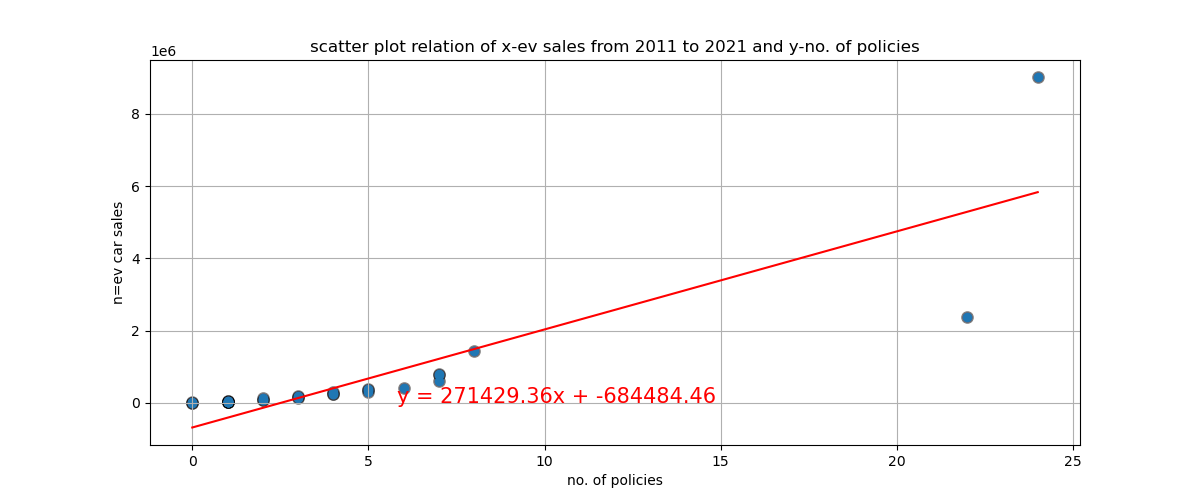 scatter plot relation of x-ev sales from 2011 to 2021 and y-no. of policies
1e6
8
6
4
2
0
n=ev car sales
y = 271429.36x + -684484.46
0 5 10 15 20 25
no. of policies